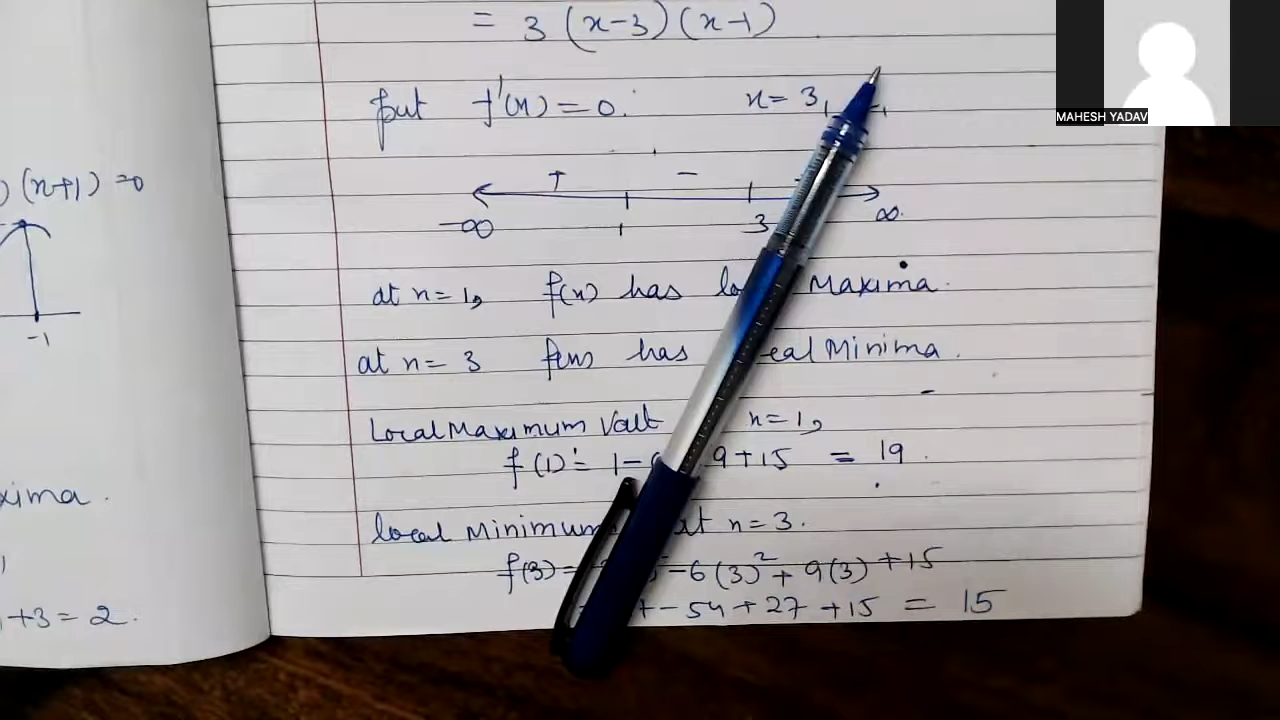 ) (x+1) = 0
-1
xima.
1+3 = 2.
= 3 (x-3) (x-1)
put f'(x) = 0. x = 3,
+ -
-∞ 1 3 ∞
at x = 1, f(x) has Maxima.
at x = 3 f(x) has Minima.
Local Maximum Valu x = 1,
f(1) = 1- 9+15 = 19.
local Minimum at x = 3.
f(3) = -6(3)² + 9(3) +15
- 54 + 27 + 15 = 15
MAHESH YADAV